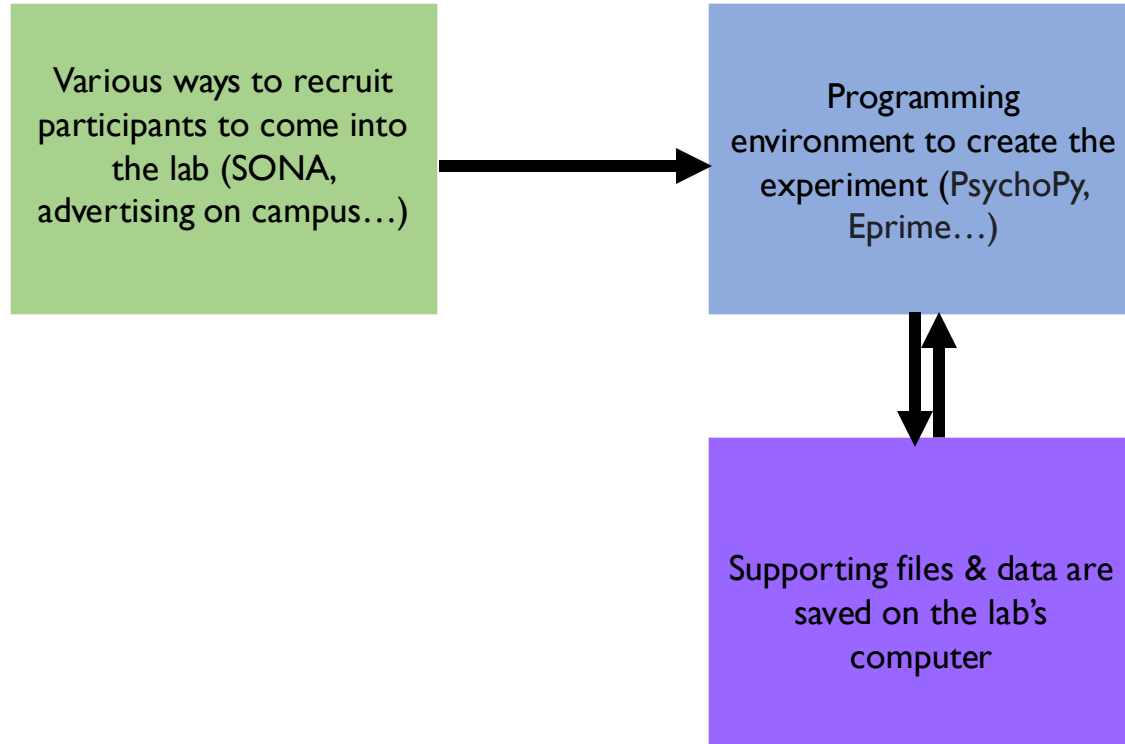 Various ways to recruit
participants to come into
the lab (SONA,
advertising on campus…)
Programming
environment to create the
experiment (PsychoPy,
Eprime…)
Supporting files & data are
saved on the lab’s
computer